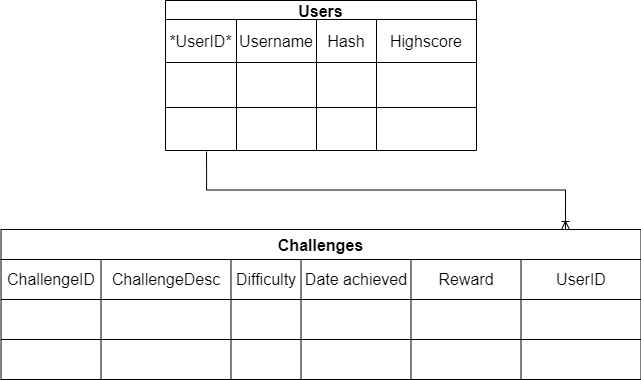 Users
*UserID* Username Hash Highscore
Challenges
ChallengeID ChallengeDesc Difficulty Date achieved Reward UserID